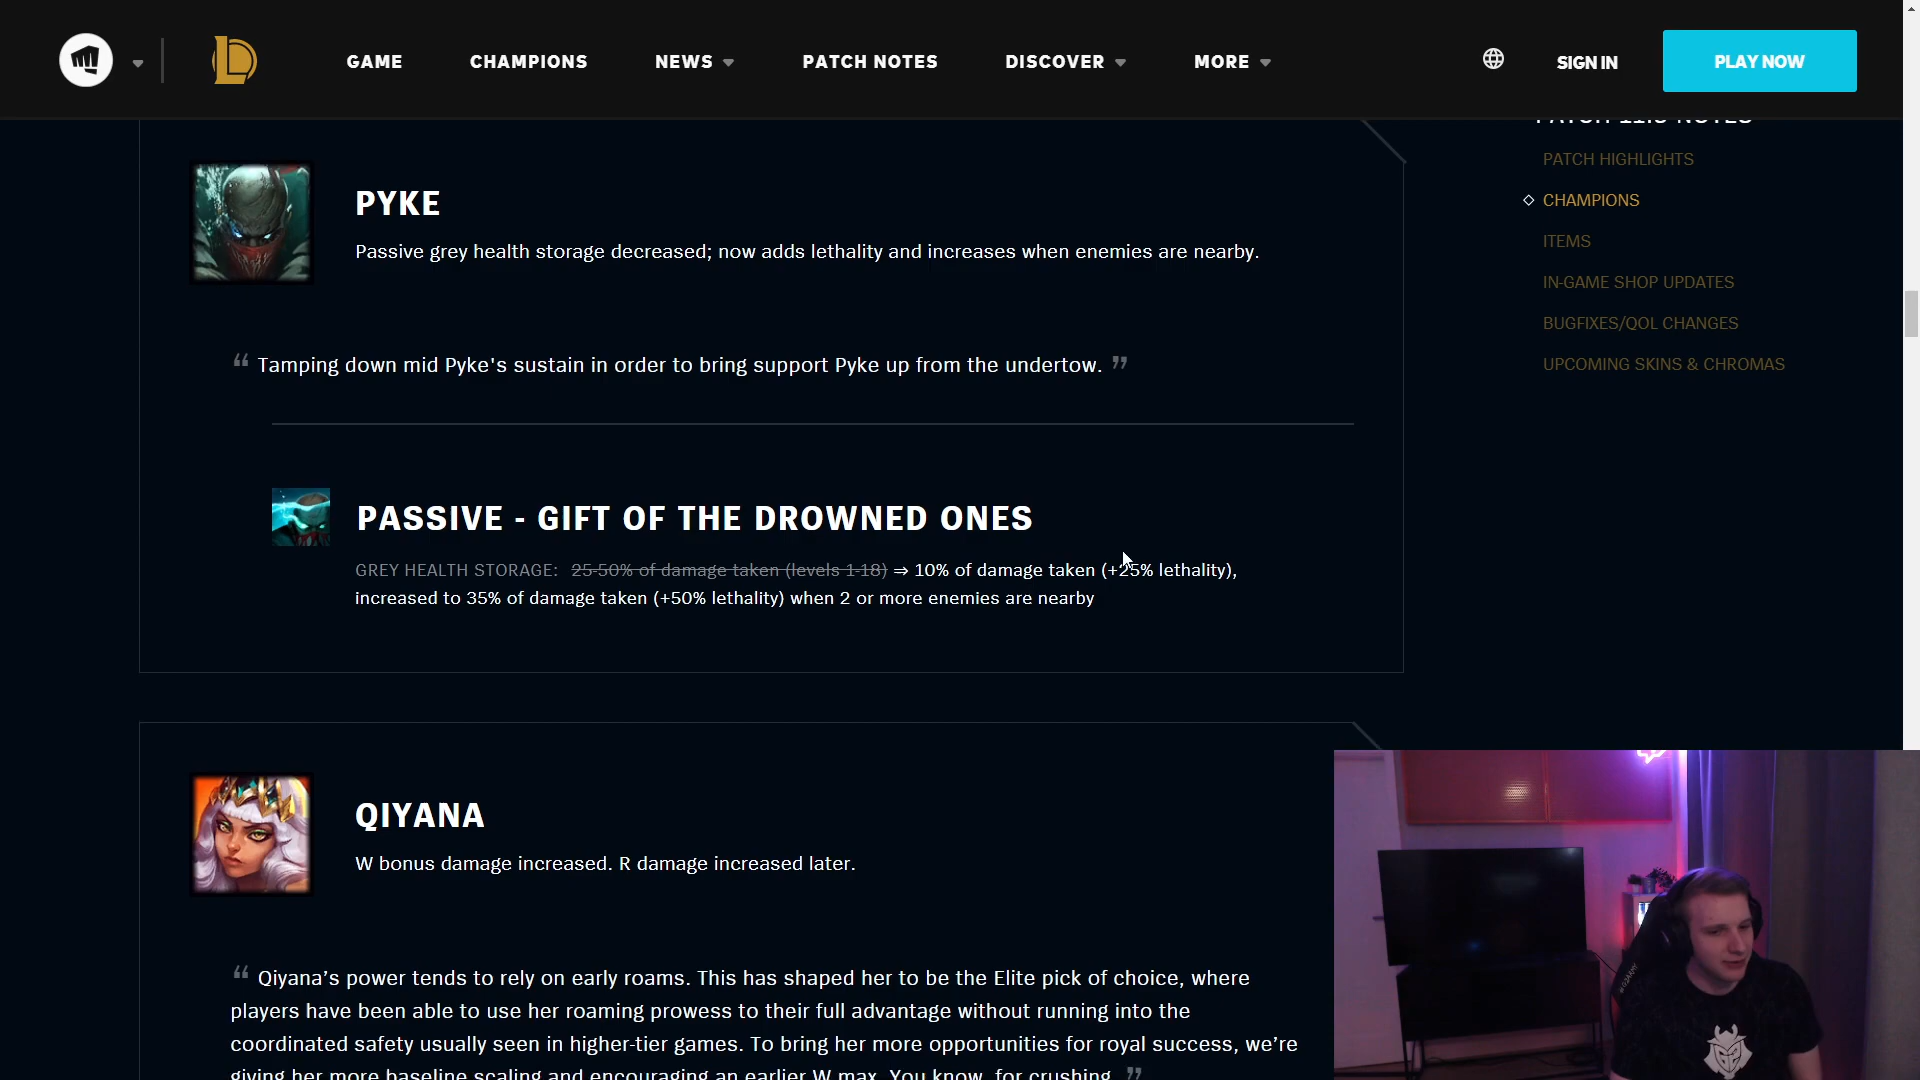 GAME
CHAMPIONS
NEWS
PATCH NOTES
DISCOVER
MORE
SIGN IN
PLAY NOW
PATCH 11.3 NOTES
PATCH HIGHLIGHTS
CHAMPIONS
ITEMS
IN-GAME SHOP UPDATES
BUGFIXES/QOL CHANGES
UPCOMING SKINS & CHROMAS
PYKE
Passive grey health storage decreased; now adds lethality and increases when enemies are nearby.
“ Tamping down mid Pyke's sustain in order to bring support Pyke up from the undertow. ”
PASSIVE - GIFT OF THE DROWNED ONES
GREY HEALTH STORAGE: 25-50% of damage taken (levels 1-18) ⇒ 10% of damage taken (+25% lethality),
increased to 35% of damage taken (+50% lethality) when 2 or more enemies are nearby
QIYANA
W bonus damage increased. R damage increased later.
“ Qiyana’s power tends to rely on early roams. This has shaped her to be the Elite pick of choice, where
players have been able to use her roaming prowess to their full advantage without running into the
coordinated safety usually seen in higher-tier games. To bring her more opportunities for royal success, we’re
giving her more baseline scaling and encouraging an earlier W max. You know, for crushing. ”